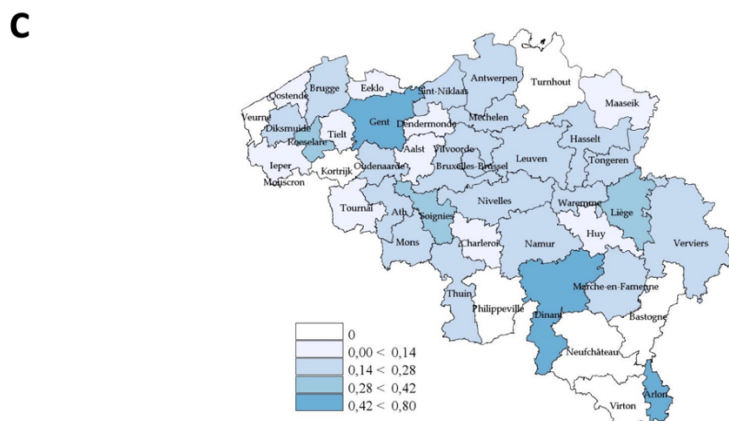 C
Turnhout
Antwerpen
Maaseik
Brugge
Eeklo
Sint-Niklaas
Oostende
Veurne
Gent
Mechelen
Diksmuide
Dendermonde
Hasselt
Roeselare
Tielt
Aalst
Vilvoorde
Leuven
Tongeren
Ieper
Kortrijk
Oudenaarde
Bruxelles-Brussel
Mouscron
Tournai
Ath
Soignies
Nivelles
Waremme
Liège
Mons
Charleroi
Namur
Huy
Verviers
Thuin
Philippeville
Dinant
Marche-en-Famenne
Bastogne
Neufchâteau
Virton
Arlon
0
0,00 < 0,14
0,14 < 0,28
0,28 < 0,42
0,42 < 0,80